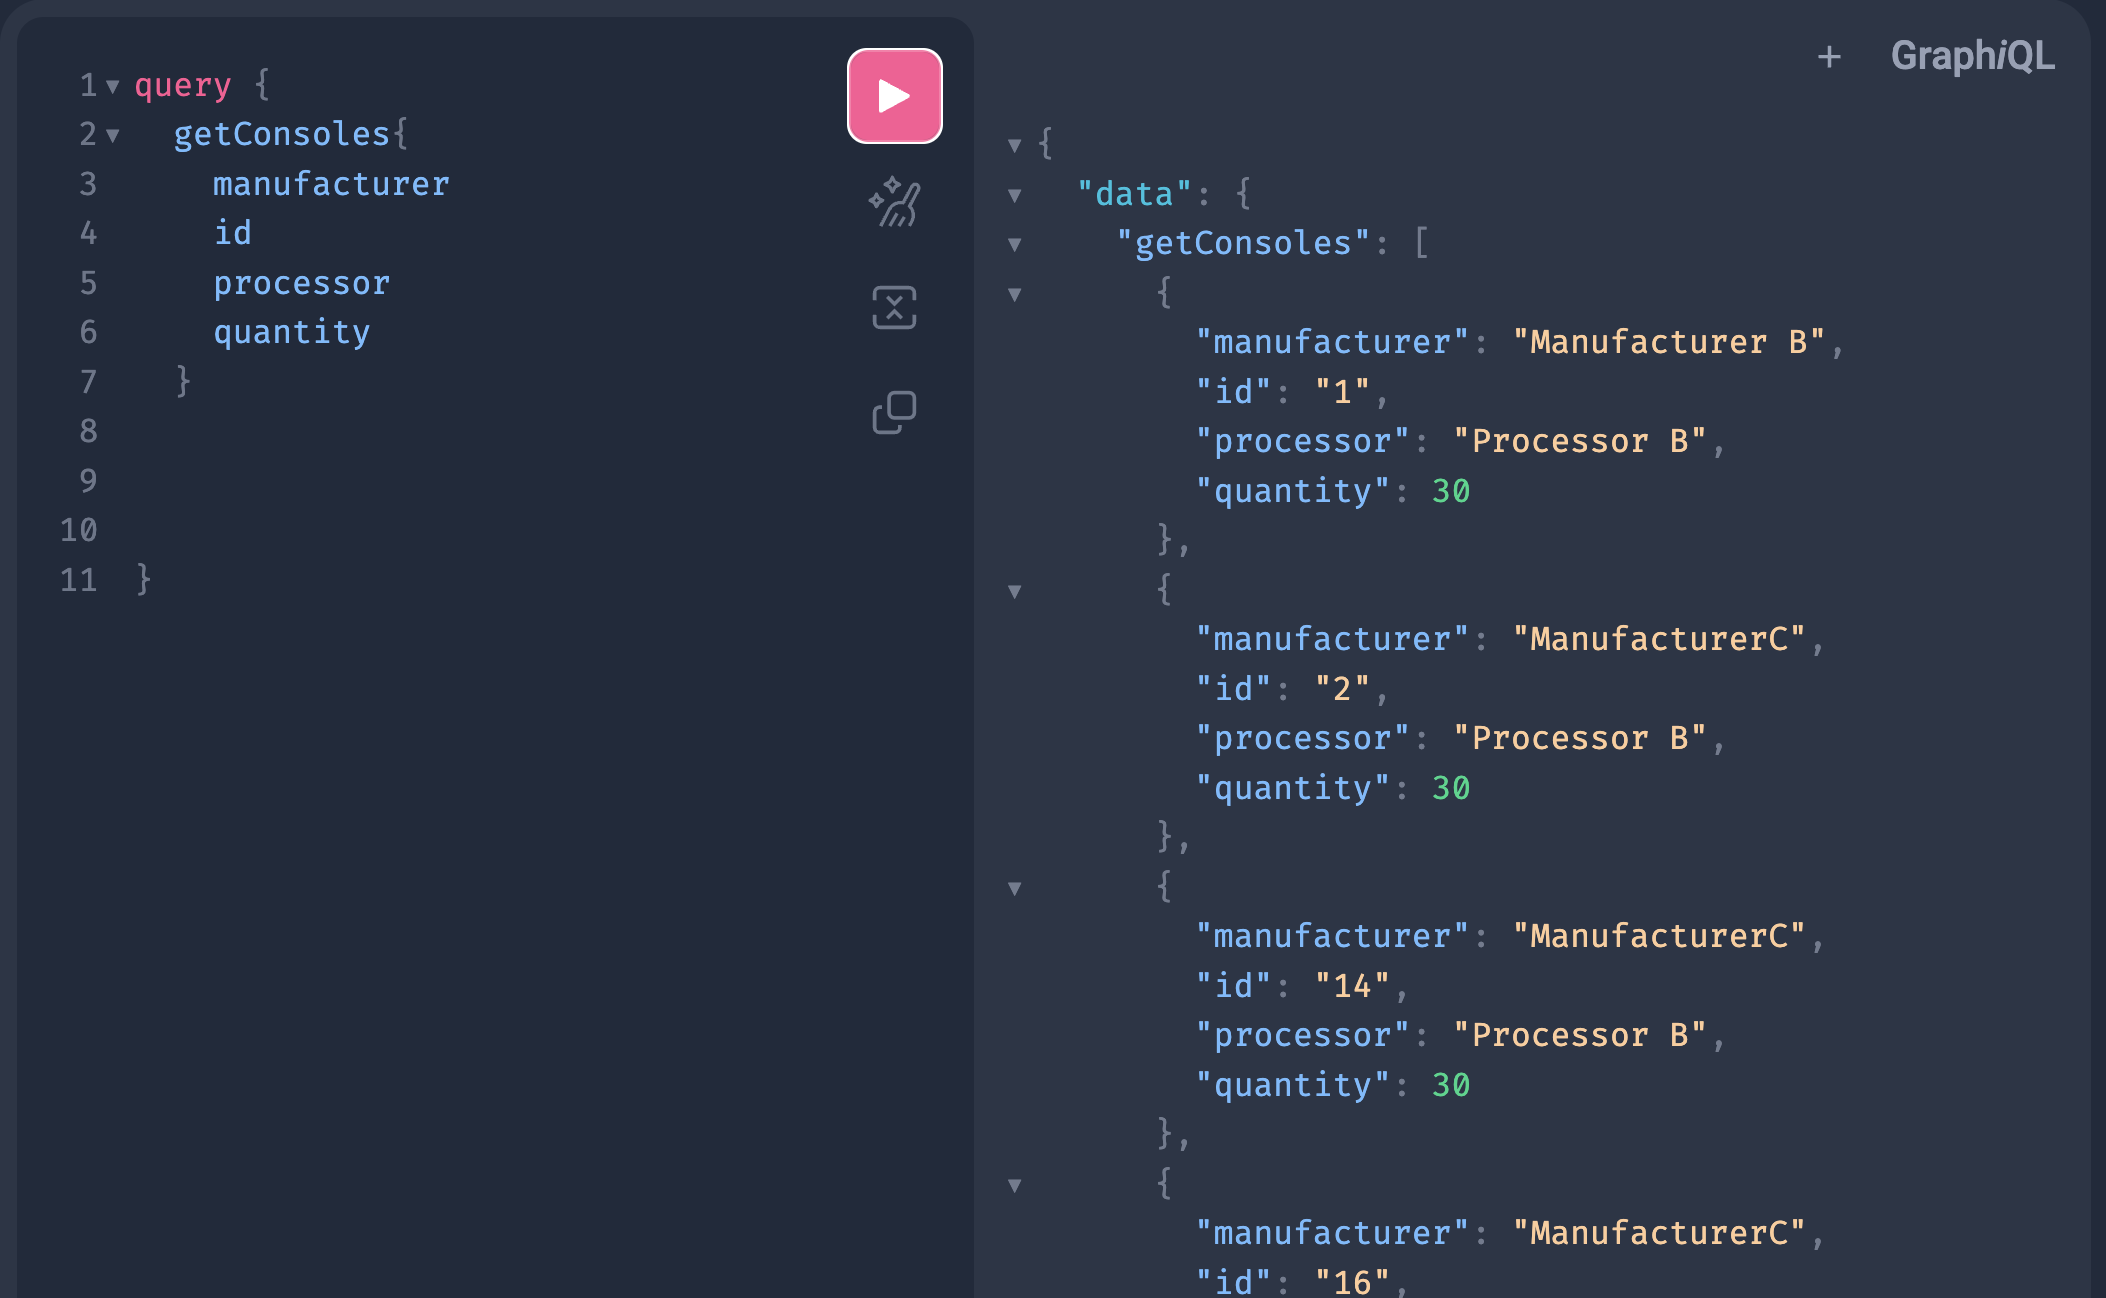 1 query {
2 getConsoles{
3 manufacturer
4 id
5 processor
6 quantity
7 }
8
9
10
11 }
+ GraphiQL
{
"data": {
"getConsoles": [
{
"manufacturer": "Manufacturer B",
"id": "1",
"processor": "Processor B",
"quantity": 30
},
{
"manufacturer": "ManufacturerC",
"id": "2",
"processor": "Processor B",
"quantity": 30
},
{
"manufacturer": "ManufacturerC",
"id": "14",
"processor": "Processor B",
"quantity": 30
},
{
"manufacturer": "ManufacturerC",
"id": "16",